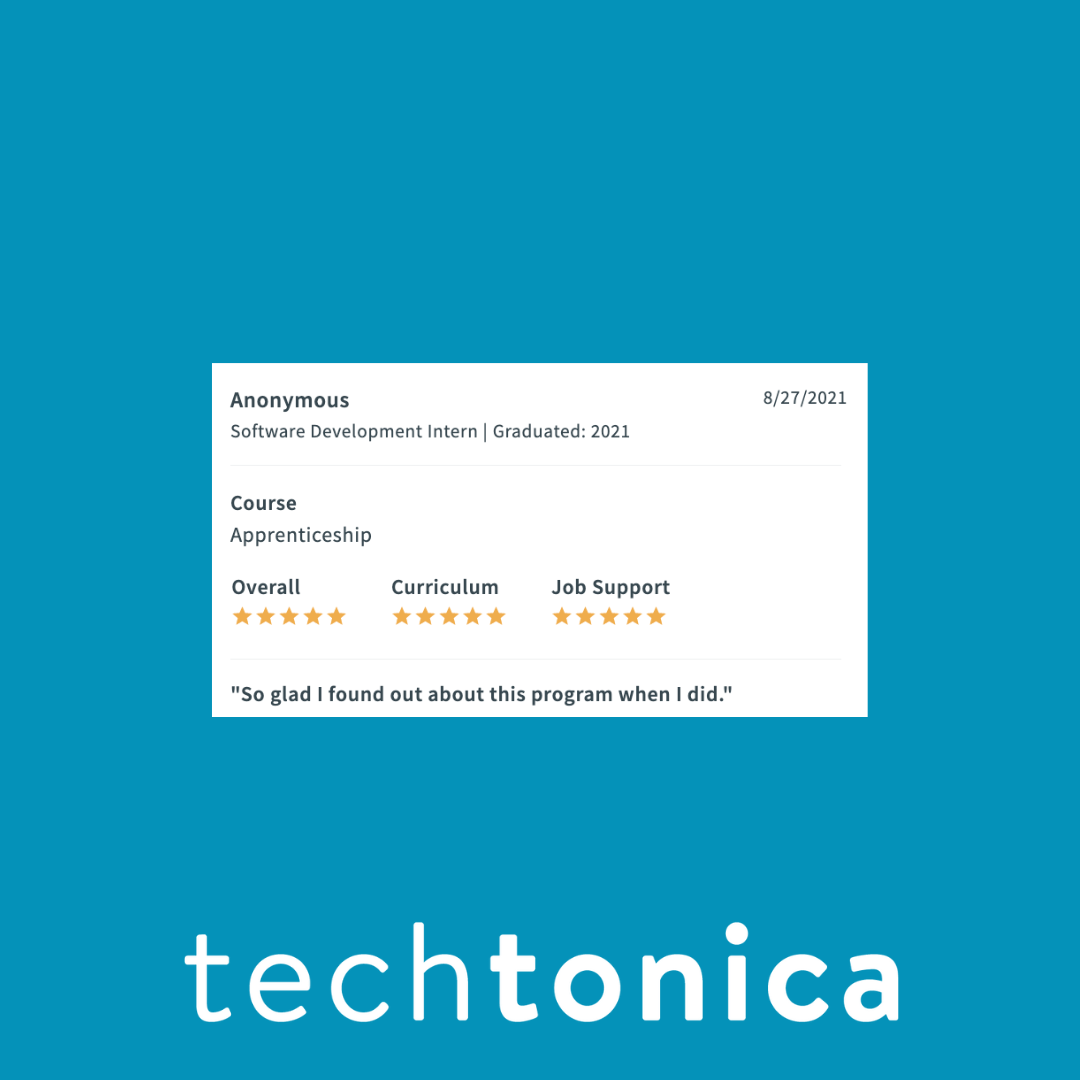 Anonymous 8/27/2021
Software Development Intern | Graduated: 2021
Course
Apprenticeship
Overall Curriculum Job Support
"So glad I found out about this program when I did."
techtonica